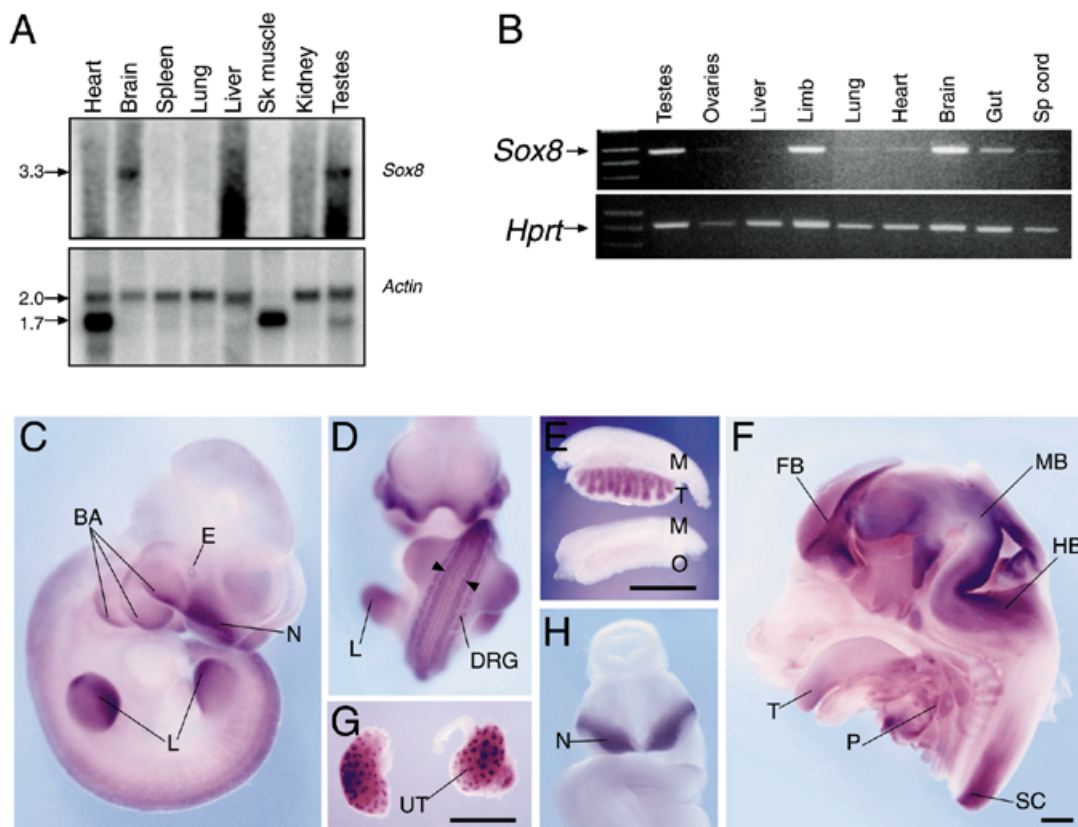 A
Heart
Brain
Spleen
Lung
Liver
Sk muscle
Kidney
Testes
3.3
Sox8
2.0
1.7
Actin
B
Testes
Ovaries
Liver
Limb
Lung
Heart
Brain
Gut
Sp cord
Sox8
Hprt
C
BA
E
N
L
D
L
DRG
E
M
T
M
O
F
FB
MB
HB
T
P
SC
G
UT
H
N